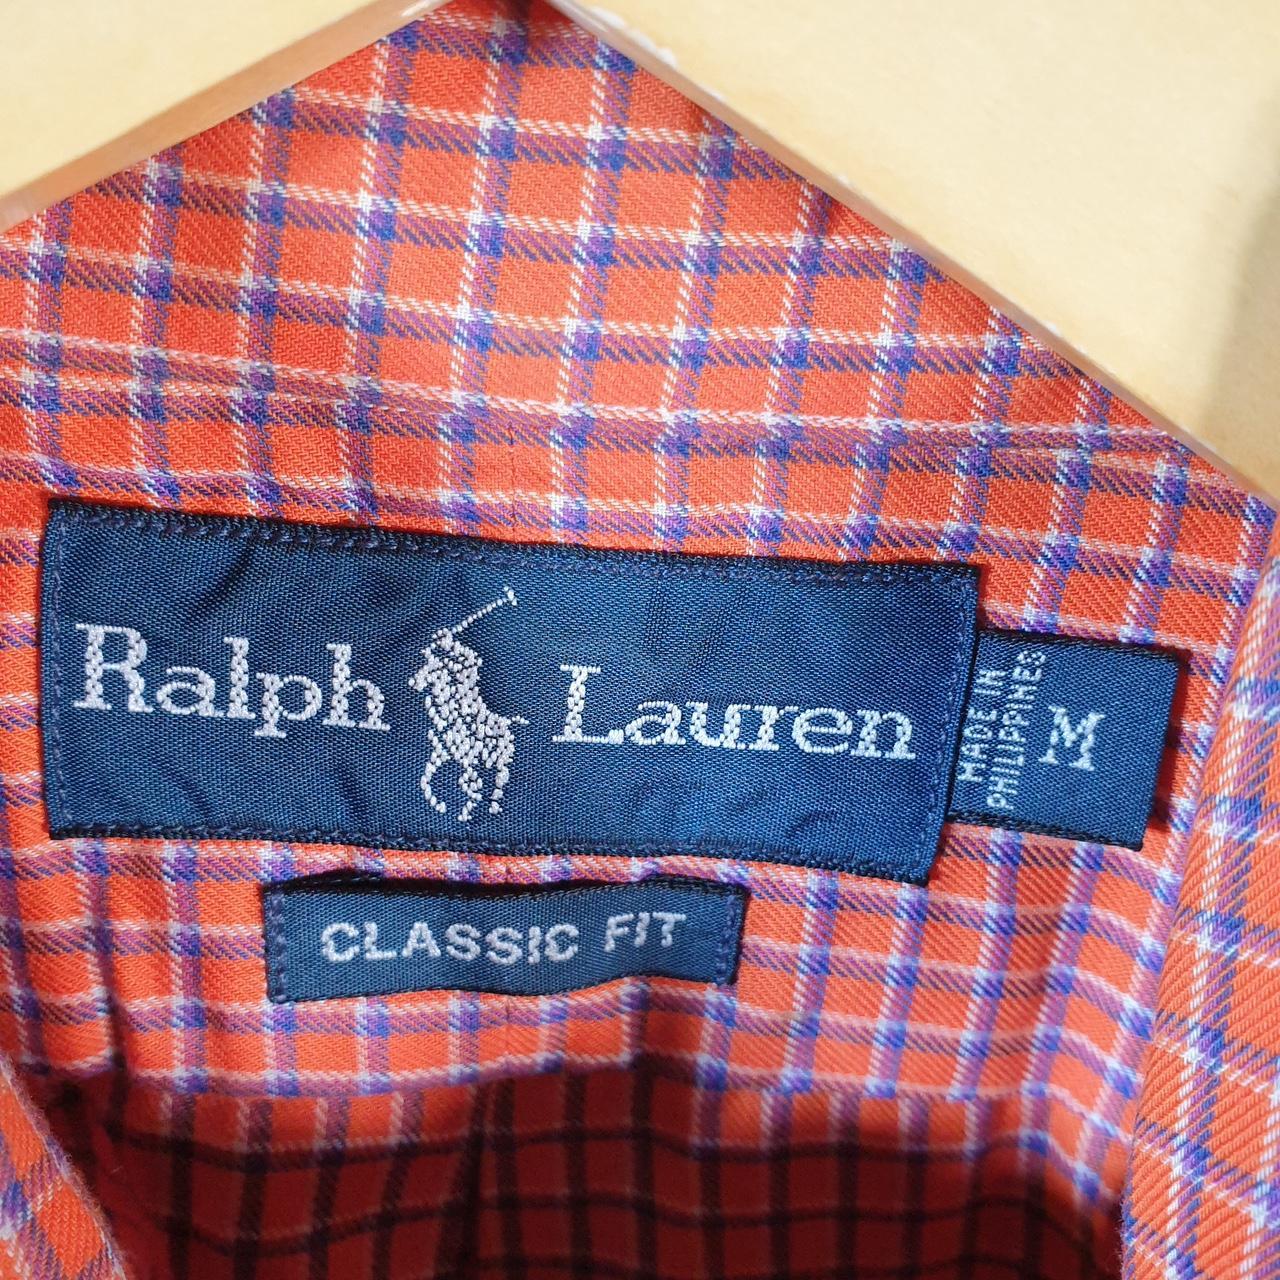 Ralph Lauren
MADE IN
PHILIPPINES
M
CLASSIC FIT